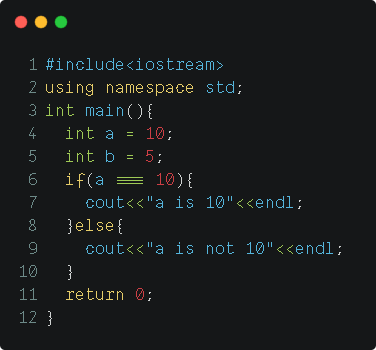 1 #include<iostream>
2 using namespace std;
3 int main(){
4   int a = 10;
5   int b = 5;
6   if(a === 10){
7     cout<<"a is 10"<<endl;
8   }else{
9     cout<<"a is not 10"<<endl;
10   }
11   return 0;
12 }